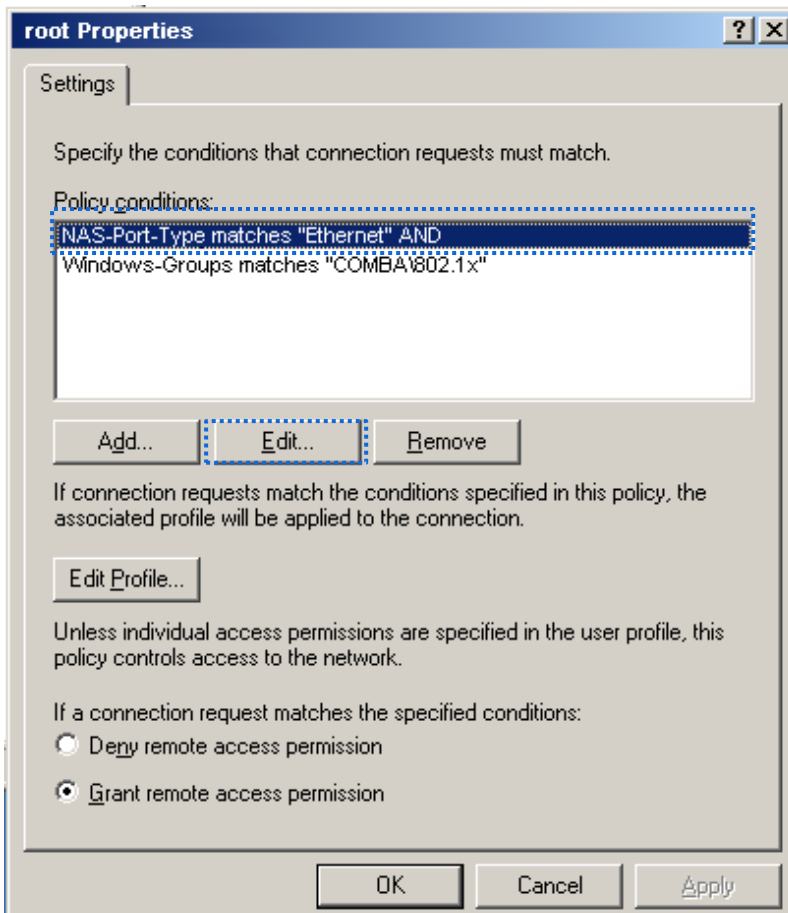 root Properties
Settings
Specify the conditions that connection requests must match.
Policy conditions:
NAS-Port-Type matches "Ethernet" AND
Windows-Groups matches "COMBA\802.1x"
Add... Edit... Remove
If connection requests match the conditions specified in this policy, the
associated profile will be applied to the connection.
Edit Profile...
Unless individual access permissions are specified in the user profile, this
policy controls access to the network.
If a connection request matches the specified conditions:
Deny remote access permission
Grant remote access permission
OK Cancel Apply